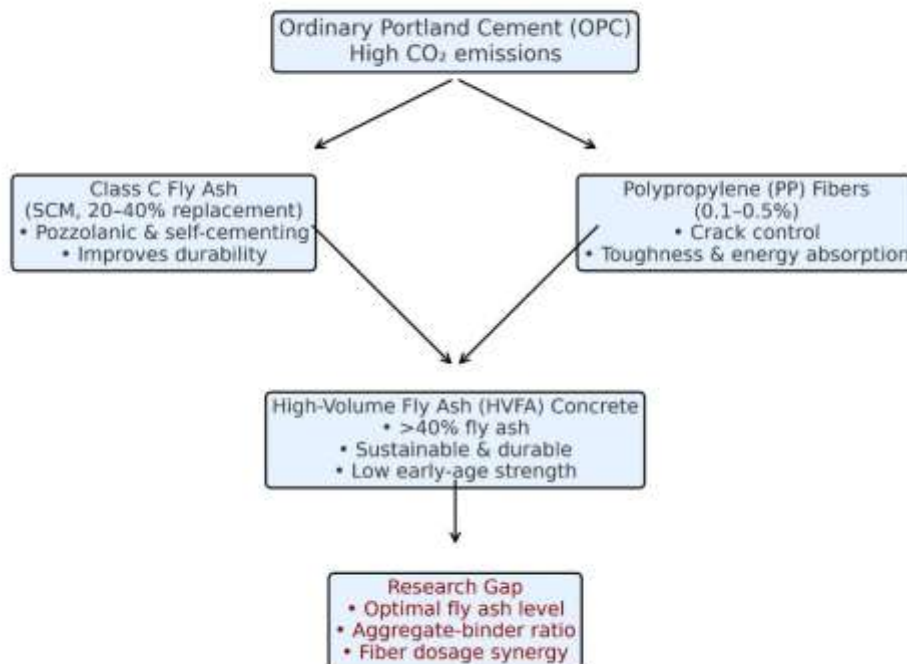 Ordinary Portland Cement (OPC)
High CO₂ emissions
Class C Fly Ash
(SCM, 20–40% replacement)
• Pozzolanic & self-cementing
• Improves durability
Polypropylene (PP) Fibers
(0.1–0.5%)
• Crack control
• Toughness & energy absorption
High-Volume Fly Ash (HVFA) Concrete
• >40% fly ash
• Sustainable & durable
• Low early-age strength
Research Gap
• Optimal fly ash level
• Aggregate-binder ratio
• Fiber dosage synergy